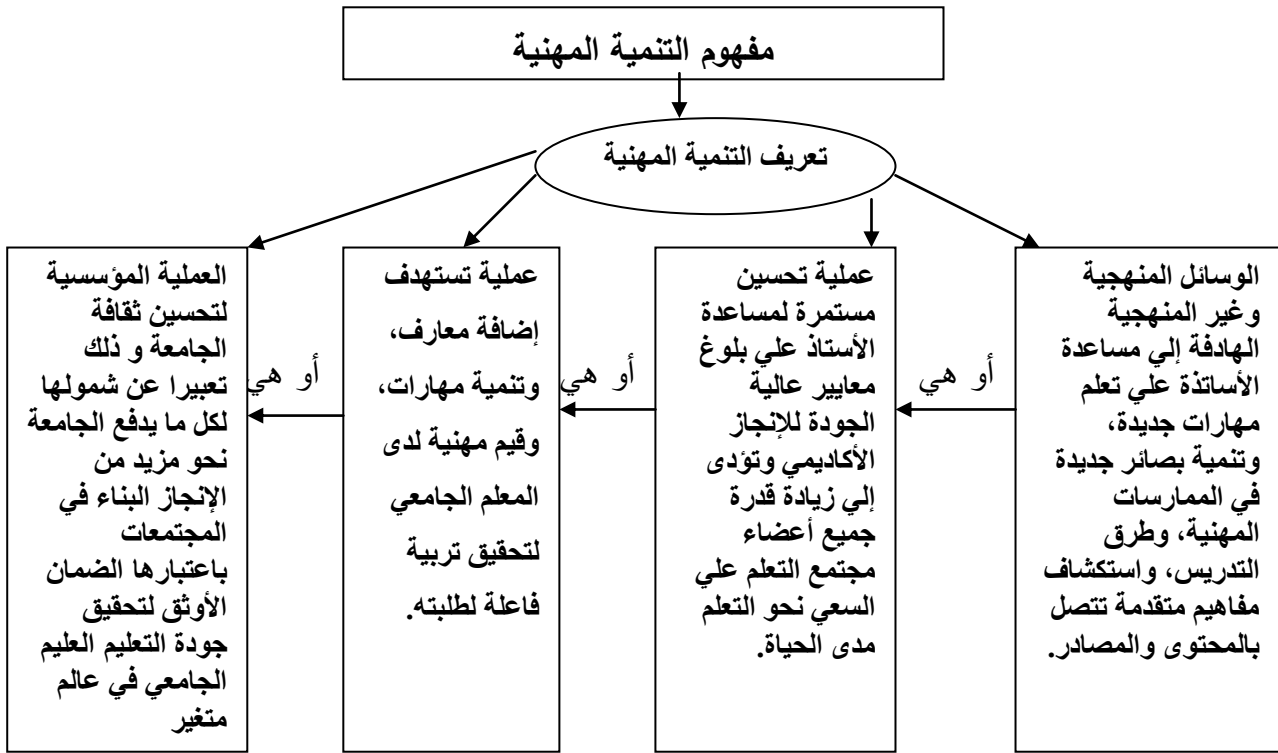 مفهوم التنمية المهنية
تعريف التنمية المهنية
الوسائل المنهجية
وغير المنهجية
الهادفة إلي مساعدة
الأساتذة علي تعلم
مهارات جديدة،
وتنمية بصائر جديدة
في الممارسات
المهنية، وطرق
التدريس، واستكشاف
مفاهيم متقدمة تتصل
بالمحتوى والمصادر.
أو هي
عملية تحسين
مستمرة لمساعدة
الأستاذ علي بلوغ
معايير عالية
الجودة للإنجاز
الأكاديمي وتؤدى
إلي زيادة قدرة
جميع أعضاء
مجتمع التعلم علي
السعي نحو التعلم
مدى الحياة.
أو هي
عملية تستهدف
إضافة معارف،
وتنمية مهارات،
وقيم مهنية لدى
المعلم الجامعي
لتحقيق تربية
فاعلة لطلبته.
أو هي
العملية المؤسسية
لتحسين ثقافة
الجامعة و ذلك
تعبيرا عن شمولها
لكل ما يدفع الجامعة
نحو مزيد من
الإنجاز البناء في
المجتمعات
باعتبارها الضمان
الأوثق لتحقيق
جودة التعليم العليم
الجامعي في عالم
متغير